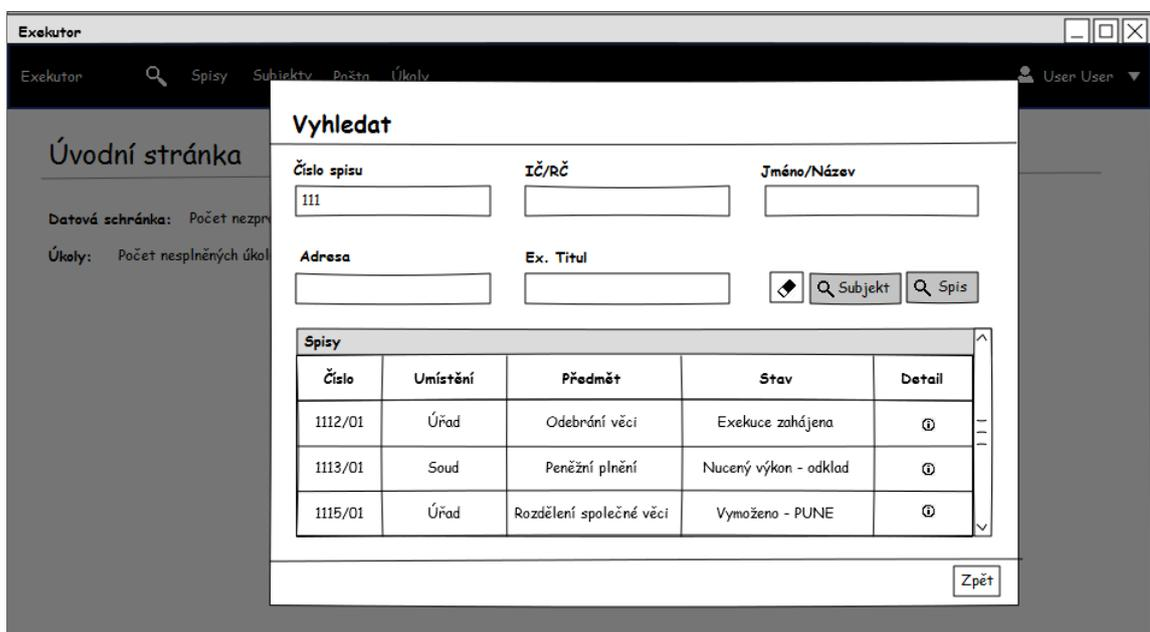 Exekutor
Exekutor Spisy Subjekty Pošta Úkoly User User
Vyhledat
Úvodní stránka
Číslo spisu IČ/RČ Jméno/Název
111
Datová schránka: Počet
Úkoly: Počet nesplněných
Adresa Ex. Titul
Subjekt Spis
Spisy
Číslo Umístění Předmět Stav Detail
1112/01 Úřad Odebrání věci Exekuce zahájena
1113/01 Soud Peněžní plnění Nucený výkon - odklad
1115/01 Úřad Rozdělení společné věci Vymoženo - PUNE
Zpět